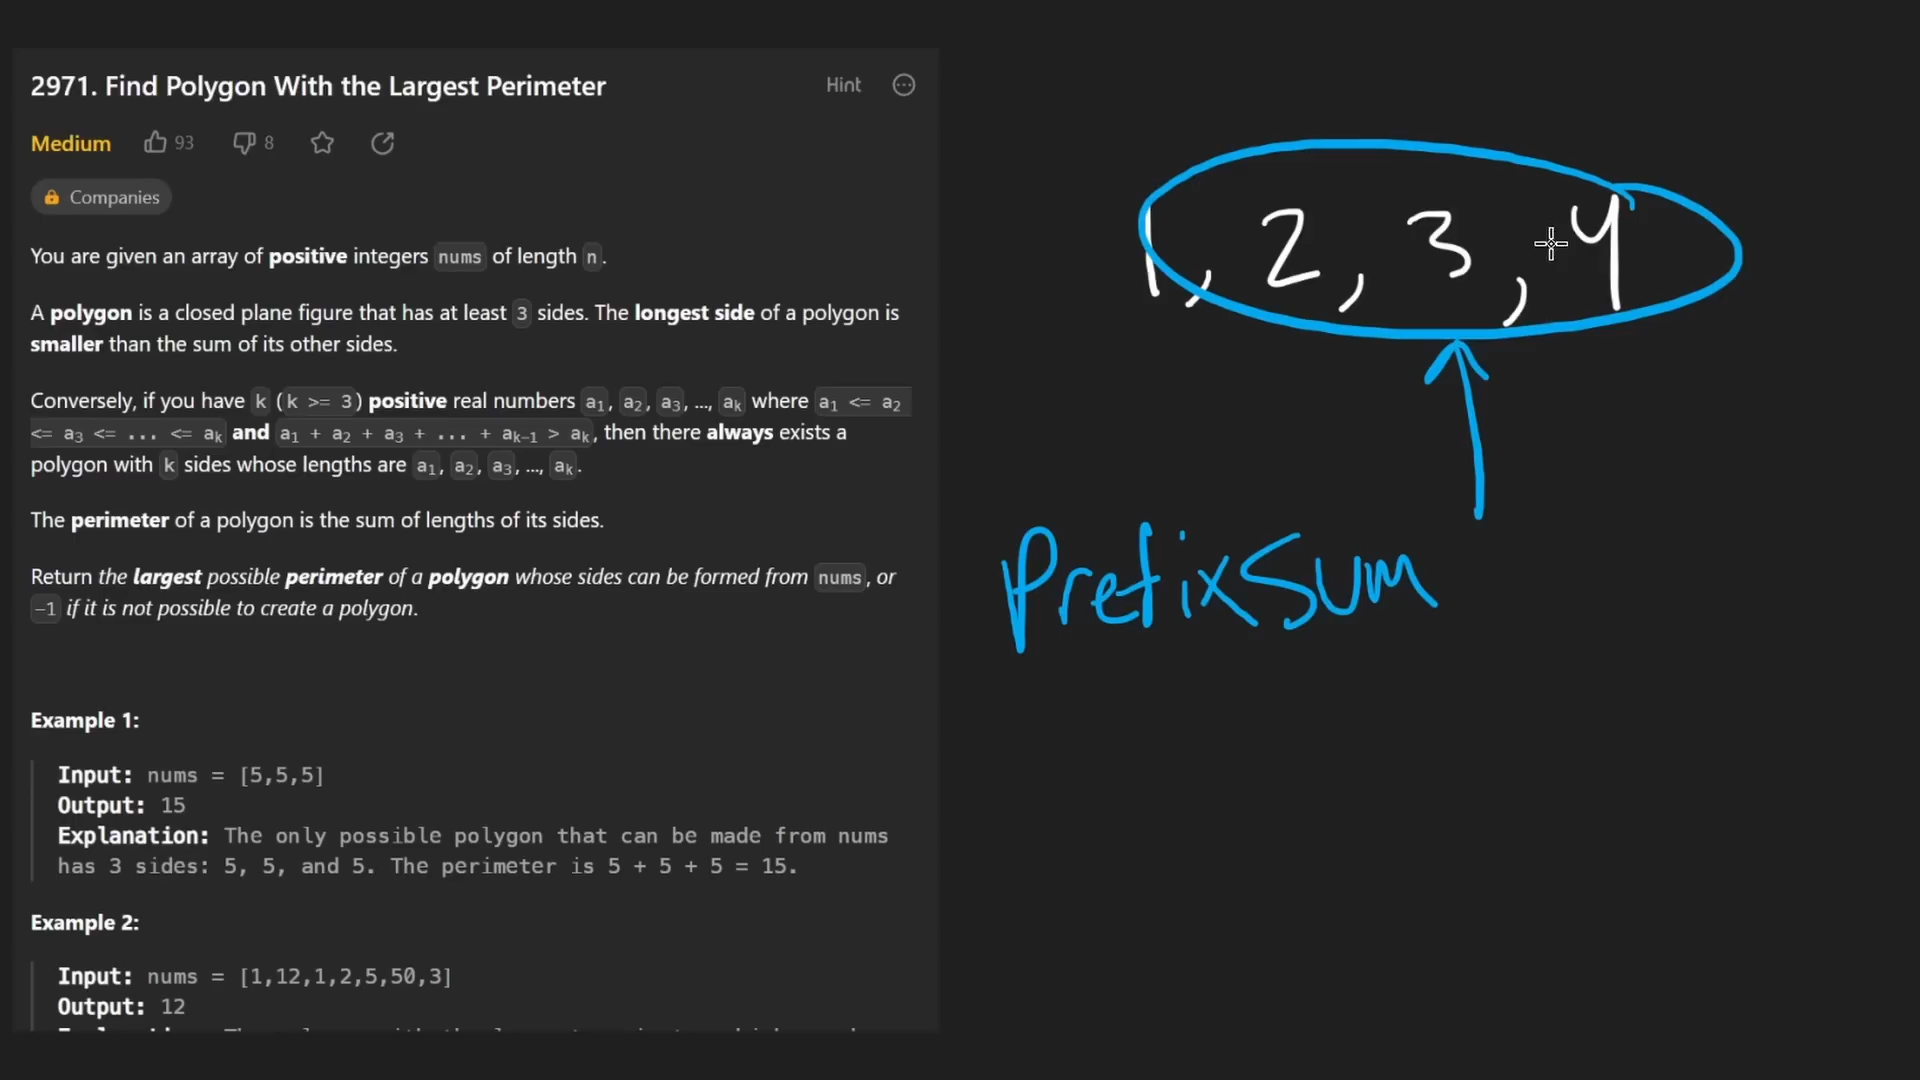 2971. Find Polygon With the Largest Perimeter
Hint
Medium 93 8
Companies
You are given an array of positive integers nums of length n.
A polygon is a closed plane figure that has at least 3 sides. The longest side of a polygon is
smaller than the sum of its other sides.
Conversely, if you have k (k >= 3) positive real numbers a₁, a₂, a₃, ..., aₖ where a₁ <= a₂
<= a₃ <= ... <= aₖ and a₁ + a₂ + a₃ + ... + aₖ₋₁ > aₖ, then there always exists a
polygon with k sides whose lengths are a₁, a₂, a₃, ..., aₖ.
The perimeter of a polygon is the sum of lengths of its sides.
Return the largest possible perimeter of a polygon whose sides can be formed from nums, or
-1 if it is not possible to create a polygon.
Example 1:
Input: nums = [5,5,5]
Output: 15
Explanation: The only possible polygon that can be made from nums
has 3 sides: 5, 5, and 5. The perimeter is 5 + 5 + 5 = 15.
Example 2:
Input: nums = [1,12,1,2,5,50,3]
Output: 12
1, 2, 3, 4
PrefixSum